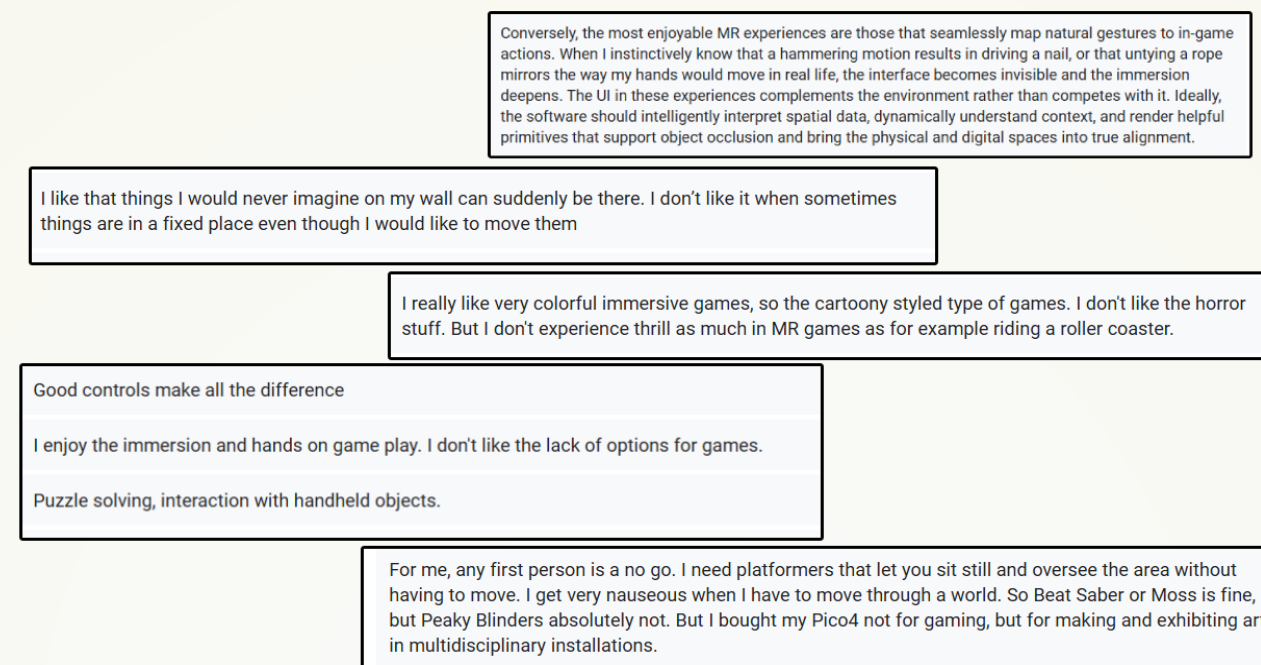 Conversely, the most enjoyable MR experiences are those that seamlessly map natural gestures to in-game
actions. When I instinctively know that a hammering motion results in driving a nail, or that untying a rope
mirrors the way my hands would move in real life, the interface becomes invisible and the immersion
deepens. The UI in these experiences complements the environment rather than competes with it. Ideally,
the software should intelligently interpret spatial data, dynamically understand context, and render helpful
primitives that support object occlusion and bring the physical and digital spaces into true alignment.
I like that things I would never imagine on my wall can suddenly be there. I don’t like it when sometimes
things are in a fixed place even though I would like to move them
I really like very colorful immersive games, so the cartoony styled type of games. I don't like the horror
stuff. But I don't experience thrill as much in MR games as for example riding a roller coaster.
Good controls make all the difference
I enjoy the immersion and hands on game play. I don't like the lack of options for games.
Puzzle solving, interaction with handheld objects.
For me, any first person is a no go. I need platformers that let you sit still and oversee the area without
having to move. I get very nauseous when I have to move through a world. So Beat Saber or Moss is fine,
but Peaky Blinders absolutely not. But I bought my Pico4 not for gaming, but for making and exhibiting
in multidisciplinary installations.